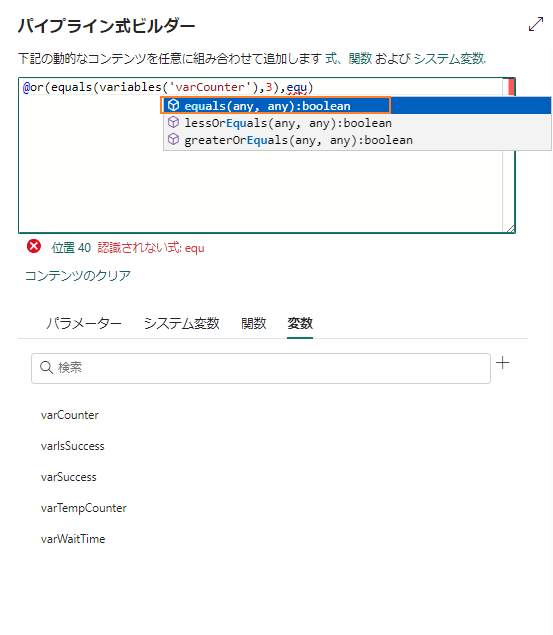 パイプライン式ビルダー
下記の動的なコンテンツを任意に組み合わせて追加します 式、関数 および システム変数.
@or(equals(variables('varCounter'),3),equ)
equals(any, any):boolean
lessOrEquals(any, any):boolean
greaterOrEquals(any, any):boolean
位置 40 認識されない式: equ
コンテンツのクリア
パラメーター システム変数 関数 変数
検索
varCounter
varIsSuccess
varSuccess
varTempCounter
varWaitTime